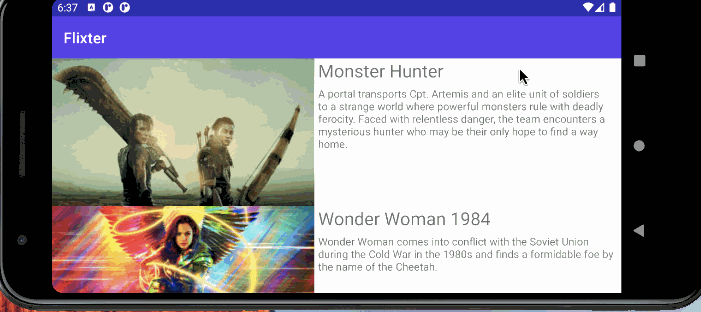 6:37
Flixter
Monster Hunter
A portal transports Cpt. Artemis and an elite unit of soldiers
to a strange world where powerful monsters rule with deadly
ferocity. Faced with relentless danger, the team encounters a
mysterious hunter who may be their only hope to find a way
home.
Wonder Woman 1984
Wonder Woman comes into conflict with the Soviet Union
during the Cold War in the 1980s and finds a formidable foe by
the name of the Cheetah.